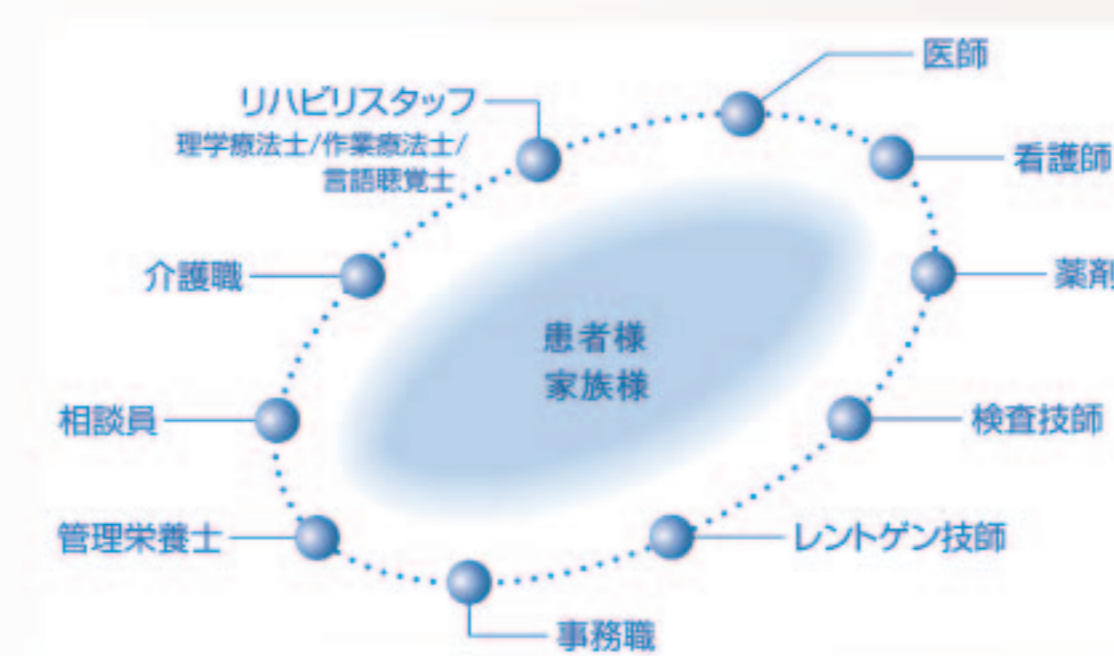 医師
リハビリスタッフ
理学療法士/作業療法士/
言語聴覚士
看護師
介護職
薬剤
患者様
家族様
相談員
検査技師
管理栄養士
レントゲン技師
事務職